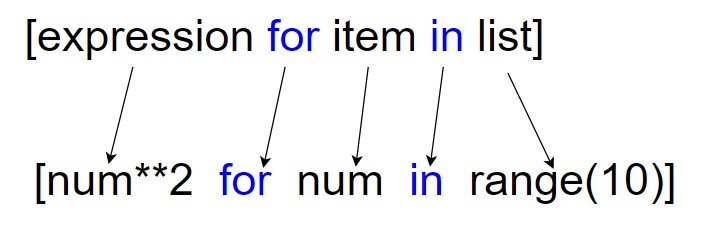 [expression for item in list]
[num**2 for num in range(10)]